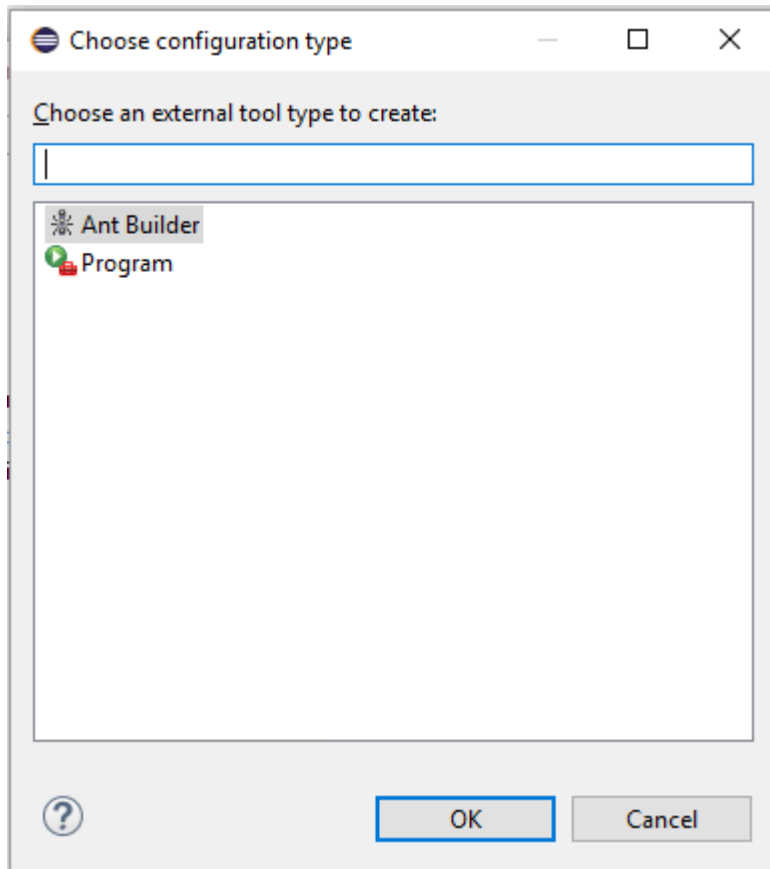 Choose configuration type
Choose an external tool type to create:
Ant Builder
Program
?
OK
Cancel